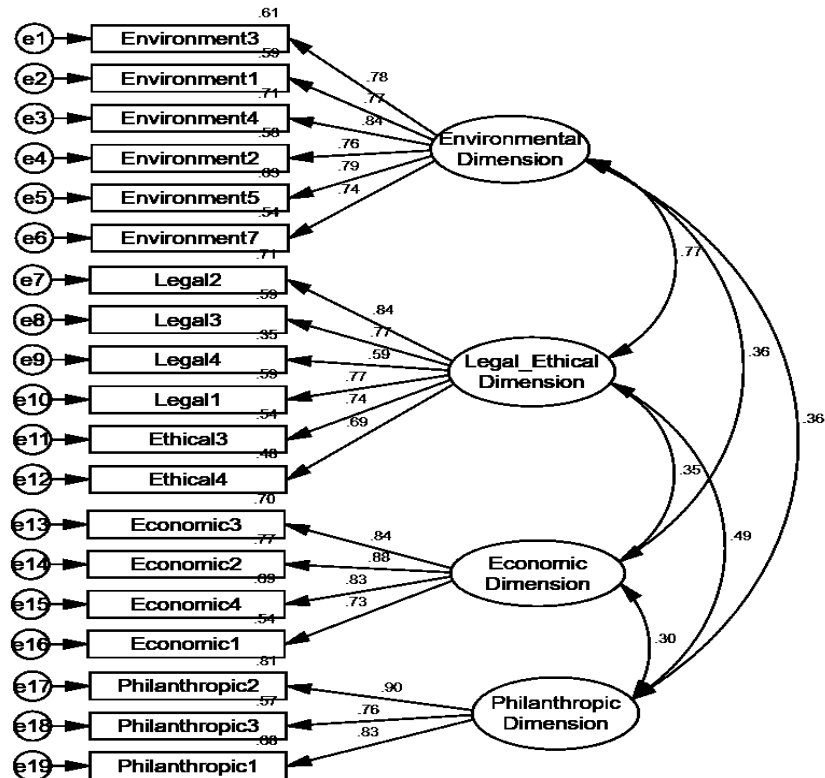 .61
e1 Environment3
.59
e2 Environment1
.71
e3 Environment4
.58
e4 Environment2
.63
e5 Environment5
.54
e6 Environment7
.78
.77
.84
.76
.79
.74
Environmental
Dimension
.71
e7 Legal2
.59
e8 Legal3
.35
e9 Legal4
.59
e10 Legal1
.54
e11 Ethical3
.48
e12 Ethical4
.84
.77
.59
.77
.74
.69
Legal_Ethical
Dimension
.70
e13 Economic3
.77
e14 Economic2
.69
e15 Economic4
.54
e16 Economic1
.84
.88
.83
.73
Economic
Dimension
.81
e17 Philanthropic2
.57
e18 Philanthropic3
.68
e19 Philanthropic1
.90
.76
.83
Philanthropic
Dimension
.77
.36
.36
.35
.49
.30